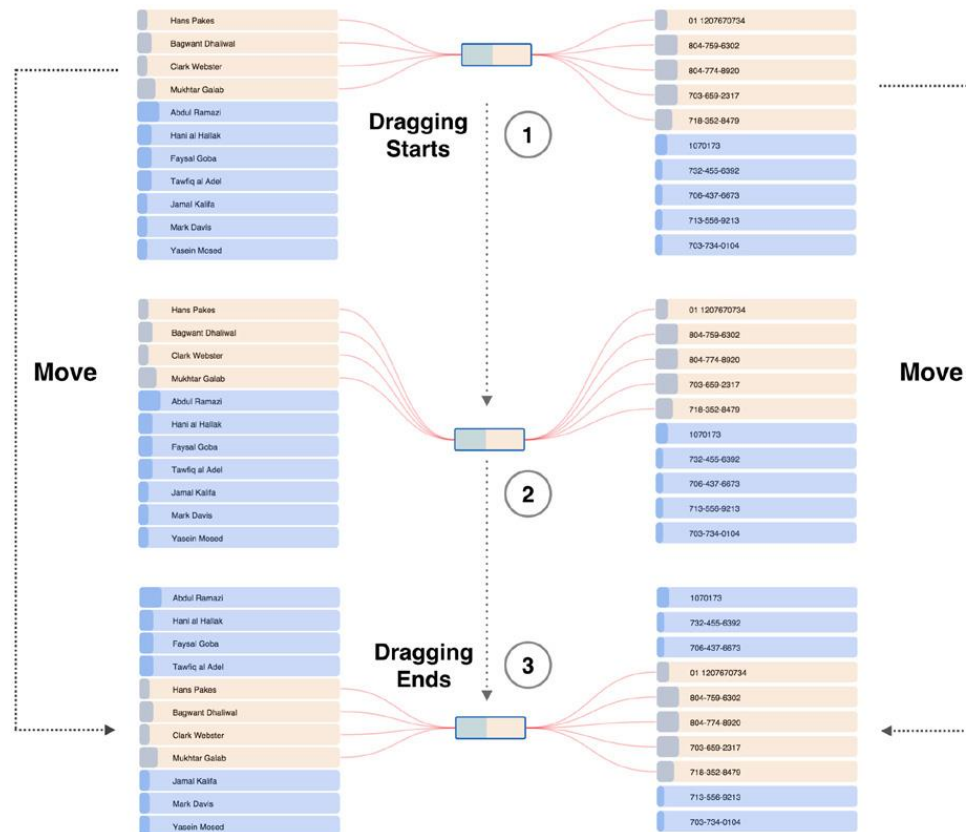 Hans Pakes
Bagwant Dhaliwal
Clark Webster
Mukhtar Galab
Abdul Ramazi
Hani al Hallak
Faysal Goba
Tawfiq al Adel
Jamal Kalifa
Mark Davis
Yasein Mosed
Dragging
Starts
1
01 1207670734
804-759-6302
804-774-8920
703-659-2317
718-352-8479
1070173
732-455-6392
706-437-6673
713-556-9213
703-734-0104
Move
Hans Pakes
Bagwant Dhaliwal
Clark Webster
Mukhtar Galab
Abdul Ramazi
Hani al Hallak
Faysal Goba
Tawfiq al Adel
Jamal Kalifa
Mark Davis
Yasein Mosed
2
01 1207670734
804-759-6302
804-774-8920
703-659-2317
718-352-8479
1070173
732-455-6392
706-437-6673
713-556-9213
703-734-0104
Move
Abdul Ramazi
Hani al Hallak
Faysal Goba
Tawfiq al Adel
Hans Pakes
Bagwant Dhaliwal
Clark Webster
Mukhtar Galab
Jamal Kalifa
Mark Davis
Yasein Mosed
Dragging
Ends
3
1070173
732-455-6392
706-437-6673
01 1207670734
804-759-6302
804-774-8920
703-659-2317
718-352-8479
713-556-9213
703-734-0104